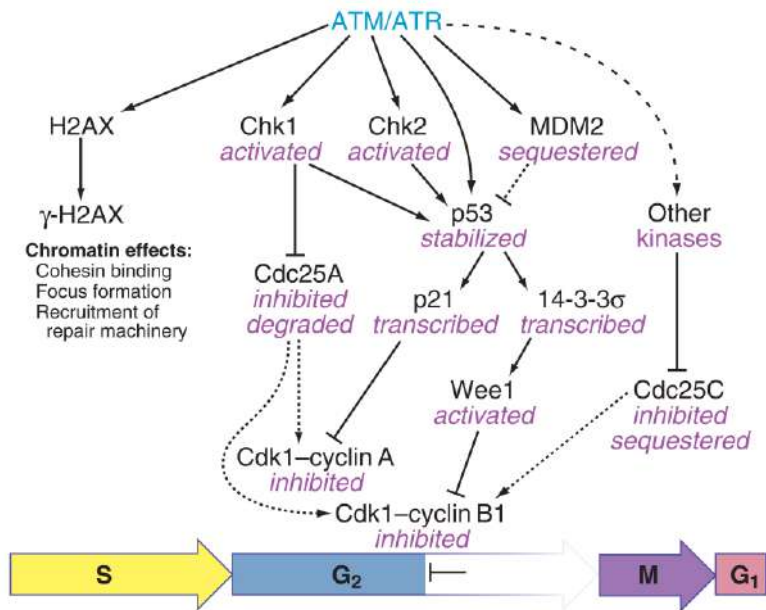 ATM/ATR
H2AX
Chk1
activated
Chk2
activated
MDM2
sequestered
γ-H2AX
p53
stabilized
Other
kinases
Chromatin effects:
Cohesin binding
Focus formation
Recruitment of
repair machinery
Cdc25A
inhibited
degraded
p21
transcribed
14-3-3σ
transcribed
Wee1
activated
Cdc25C
inhibited
sequestered
Cdk1–cyclin A
inhibited
Cdk1–cyclin B1
inhibited
S
G₂
M
G₁